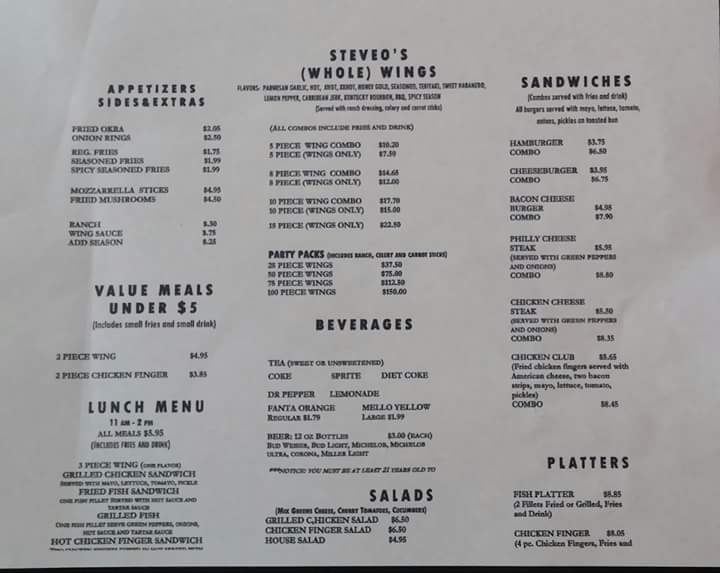 APPETIZERS
SIDES&EXTRAS
FRIED OKRA $2.05
ONION RINGS $2.50
REG. FRIES $1.75
SEASONED FRIES $1.99
SPICY SEASONED FRIES $1.99
MOZZARRELLA STICKS $4.95
FRIED MUSHROOMS $4.50
RANCH $.50
WING SAUCE $.75
ADD SEASON $.25
VALUE MEALS
UNDER $5
(Includes small fries and small drink)
2 PIECE WING $4.95
2 PIECE CHICKEN FINGER $3.85
LUNCH MENU
11 AM - 2 PM
ALL MEALS $5.95
(INCLUDES FRIES AND DRINK)
3 PIECE WING (ONE FLAVOR)
GRILLED CHICKEN SANDWICH
SERVED WITH MAYO, LETTUCE, TOMATO, PICKLE
FRIED FISH SANDWICH
ONE FISH FILLET SERVED WITH HOT SAUCE AND
TARTAR SAUCE
GRILLED FISH
ONE FISH FILLET SERVE GREEN PEPPERS, ONIONS,
HOT SAUCE AND TARTAR SAUCE
HOT CHICKEN FINGER SANDWICH
STEVEO'S
(WHOLE) WINGS
FLAVORS- PARMESAN GARLIC, HOT, XHOT, XXHOT, HONEY GOLD, SEASONED, TERIYAKI, SWEET HABANERO,
LEMON PEPPER, CARRIBEAN JERK, KENTUCKY BOURBON, BBQ, SPICY SEASON
(Served with ranch dressing, celery and carrot sticks)
(ALL COMBOS INCLUDE FRIES AND DRINK)
5 PIECE WING COMBO $10.20
5 PIECE (WINGS ONLY) $7.50
8 PIECE WING COMBO $14.65
8 PIECE (WINGS ONLY) $12.00
10 PIECE WING COMBO $17.70
10 PIECE (WINGS ONLY) $15.00
15 PIECE (WINGS ONLY) $22.50
PARTY PACKS (INCLUDES RANCH, CELERY AND CARROT STICKS)
25 PIECE WINGS $37.50
50 PIECE WINGS $75.00
75 PIECE WINGS $112.50
100 PIECE WINGS $150.00
BEVERAGES
TEA (SWEET OR UNSWEETENED)
COKE SPRITE DIET COKE
DR PEPPER LEMONADE
FANTA ORANGE MELLO YELLOW
REGULAR $1.79 LARGE $1.99
BEER: 12 OZ BOTTLES $3.00 (EACH)
BUD WEISER, BUD LIGHT, MICHELOB, MICHELOB
ULTRA, CORONA, MILLER LIGHT
***NOTICE: YOU MUST BE AT LEAST 21 YEARS OLD TO
SALADS
(MIX GREENS CHEESE, CHERRY TOMATOES, CUCUMBERS)
GRILLED C,HICKEN SALAD $6.50
CHICKEN FINGER SALAD $6.50
HOUSE SALAD $4.95
SANDWICHES
(Combos served with fries and drink)
All burgers served with mayo, lettuce, tomato,
onions, pickles on toasted bun
HAMBURGER $3.75
COMBO $6.50
CHEESEBURGER $3.95
COMBO $6.75
BACON CHEESE
BURGER $4.95
COMBO $7.90
PHILLY CHEESE
STEAK $5.95
(SERVED WITH GREEN PEPPERS
AND ONIONS)
COMBO $8.80
CHICKEN CHEESE
STEAK $5.50
(SERVED WITH GREEN PEPPERS
AND ONIONS)
COMBO $8.35
CHICKEN CLUB $5.65
(Fried chicken fingers served with
American cheese, two bacon
strips, mayo, lettuce, tomato,
pickles)
COMBO $8.45
PLATTERS
FISH PLATTER $8.85
(2 Fillets Fried or Grilled, Fries
and Drink)
CHICKEN FINGER $8.05
(4 pc. Chicken Fingers, Fries and